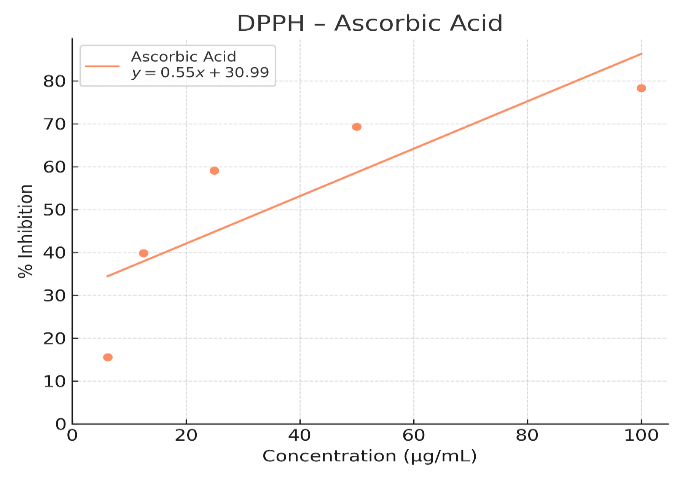 DPPH – Ascorbic Acid
Ascorbic Acid
y = 0.55x + 30.99
% Inhibition
80
70
60
50
40
30
20
10
0
0 20 40 60 80 100
Concentration (µg/mL)